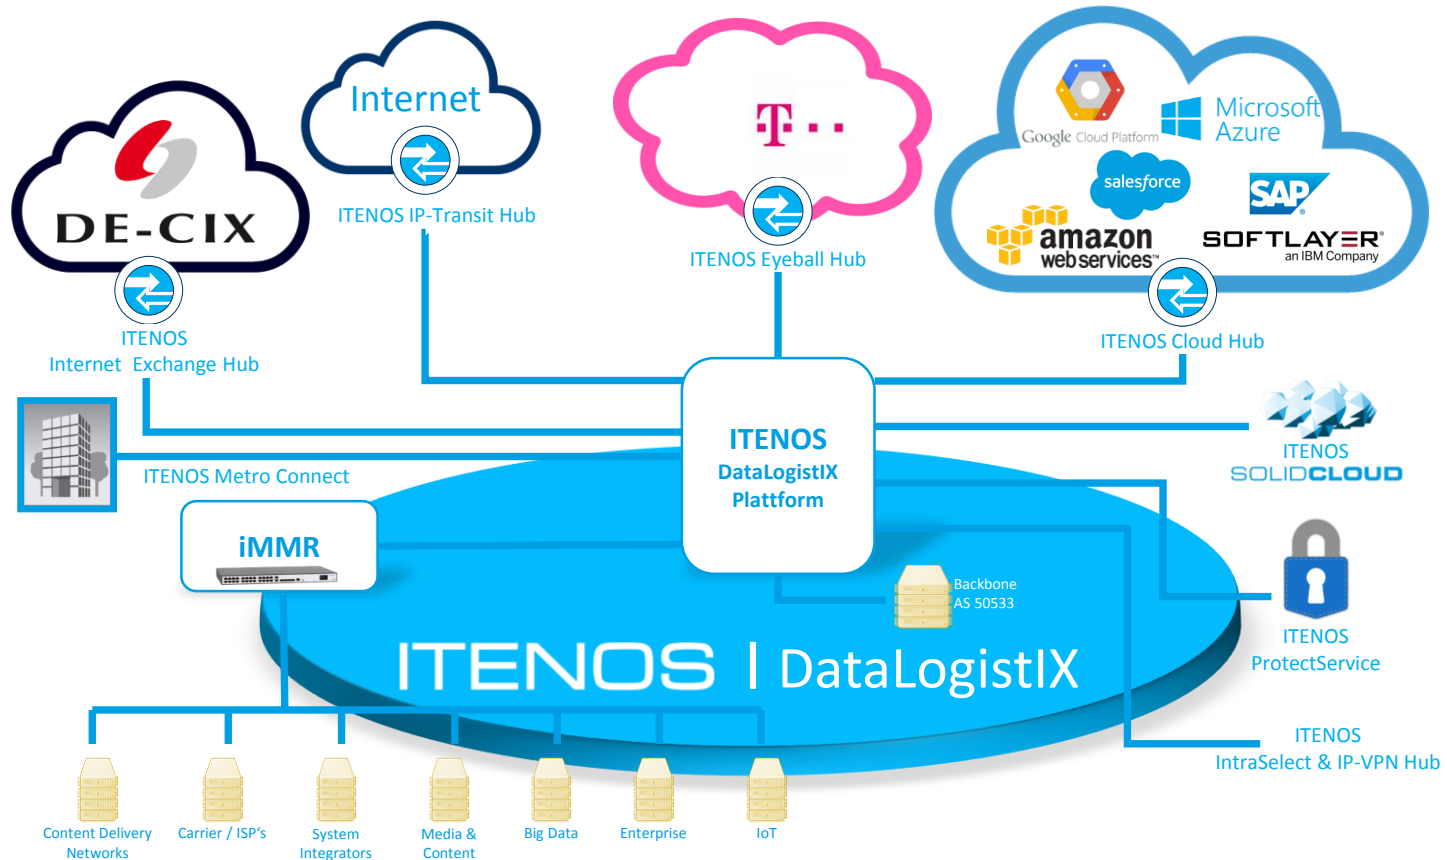 DE-CIX
ITENOS
Internet Exchange Hub
Internet
ITENOS IP-Transit Hub
T
ITENOS Eyeball Hub
Google Cloud Platform
Microsoft
Azure
salesforce
SAP
amazon
web services™
SOFTLAYER®
an IBM Company
ITENOS Cloud Hub
ITENOS Metro Connect
ITENOS
DataLogistIX
Plattform
ITENOS
SOLIDCLOUD
iMMR
Backbone
AS 50533
ITENOS
ProtectService
ITENOS | DataLogistIX
ITENOS
IntraSelect & IP-VPN Hub
Content Delivery
Networks
Carrier / ISP‘s
System
Integrators
Media &
Content
Big Data
Enterprise
IoT